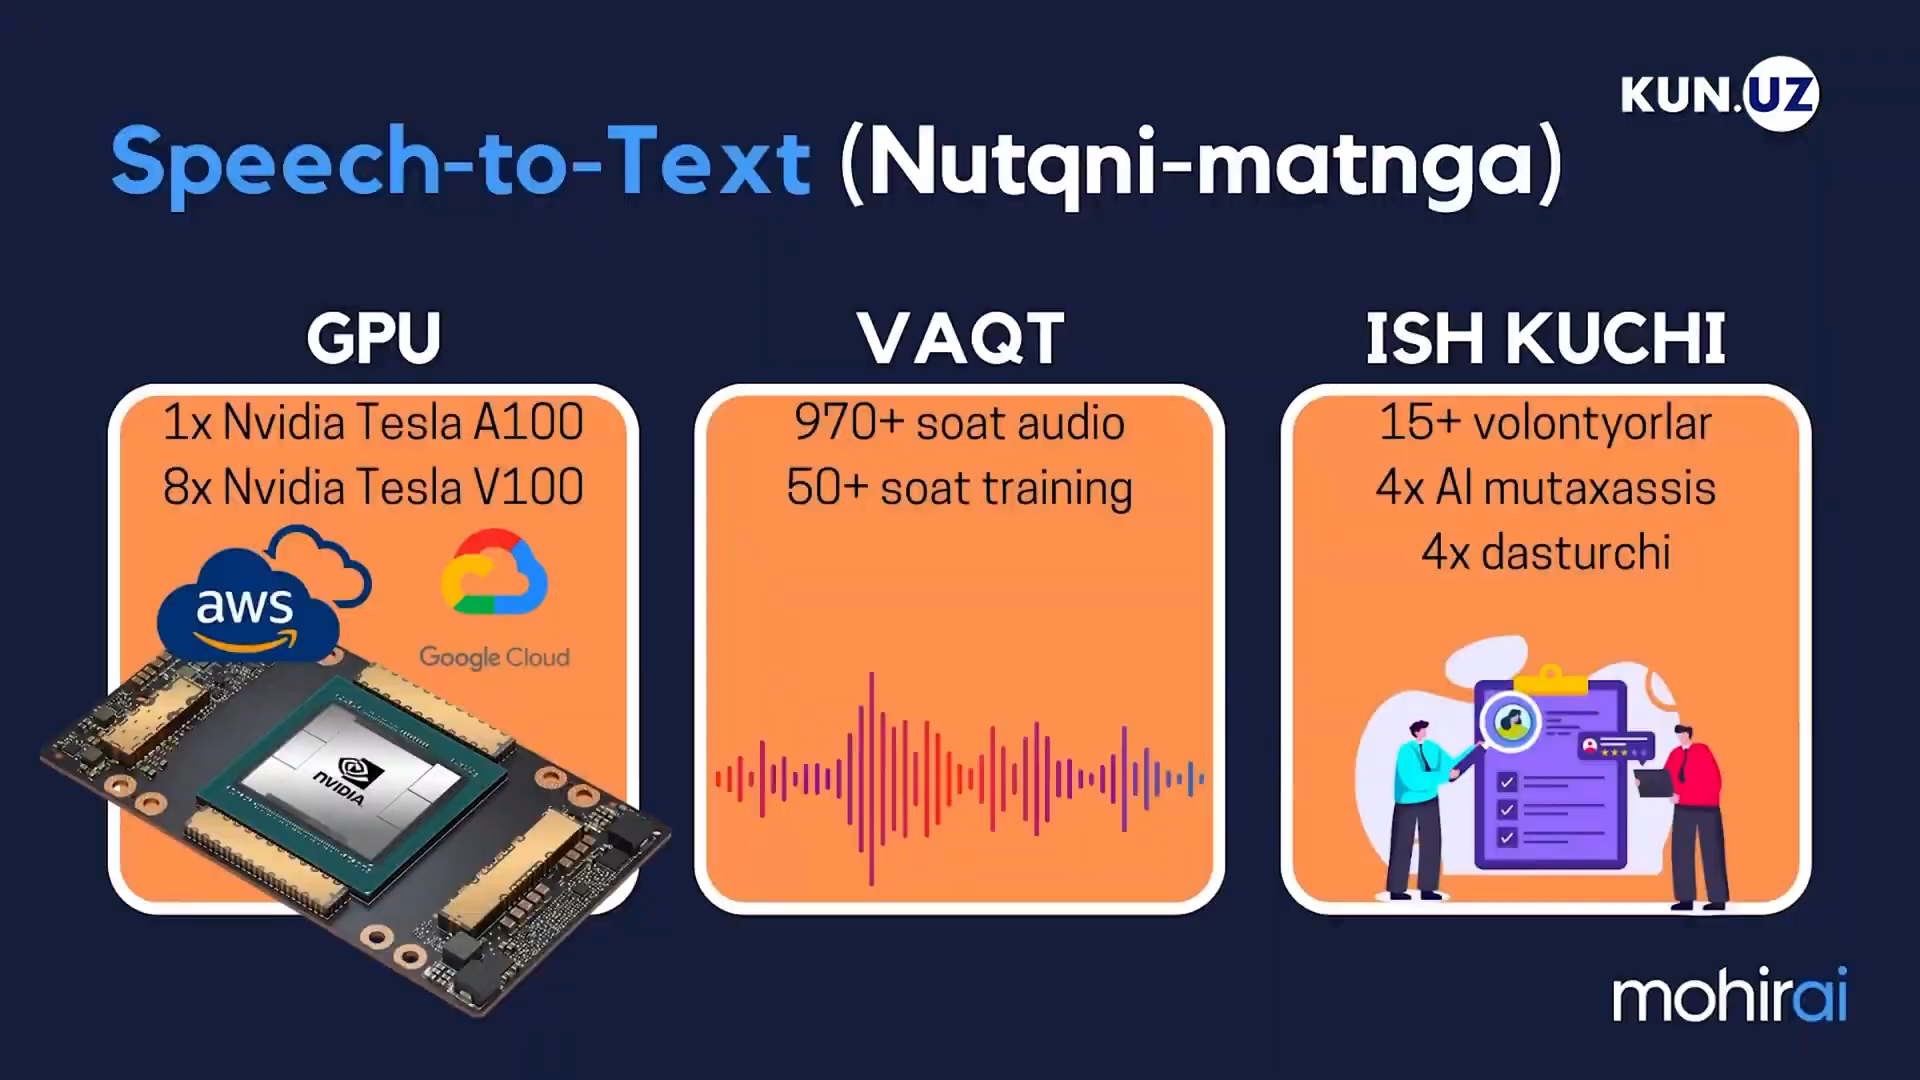 KUN.UZ
Speech-to-Text (Nutqni-matnga)
GPU
1x Nvidia Tesla A100
8x Nvidia Tesla V100
aws
Google Cloud
nVIDIA
VAQT
970+ soat audio
50+ soat training
ISH KUCHI
15+ volontyorlar
4x AI mutaxassis
4x dasturchi
mohirai